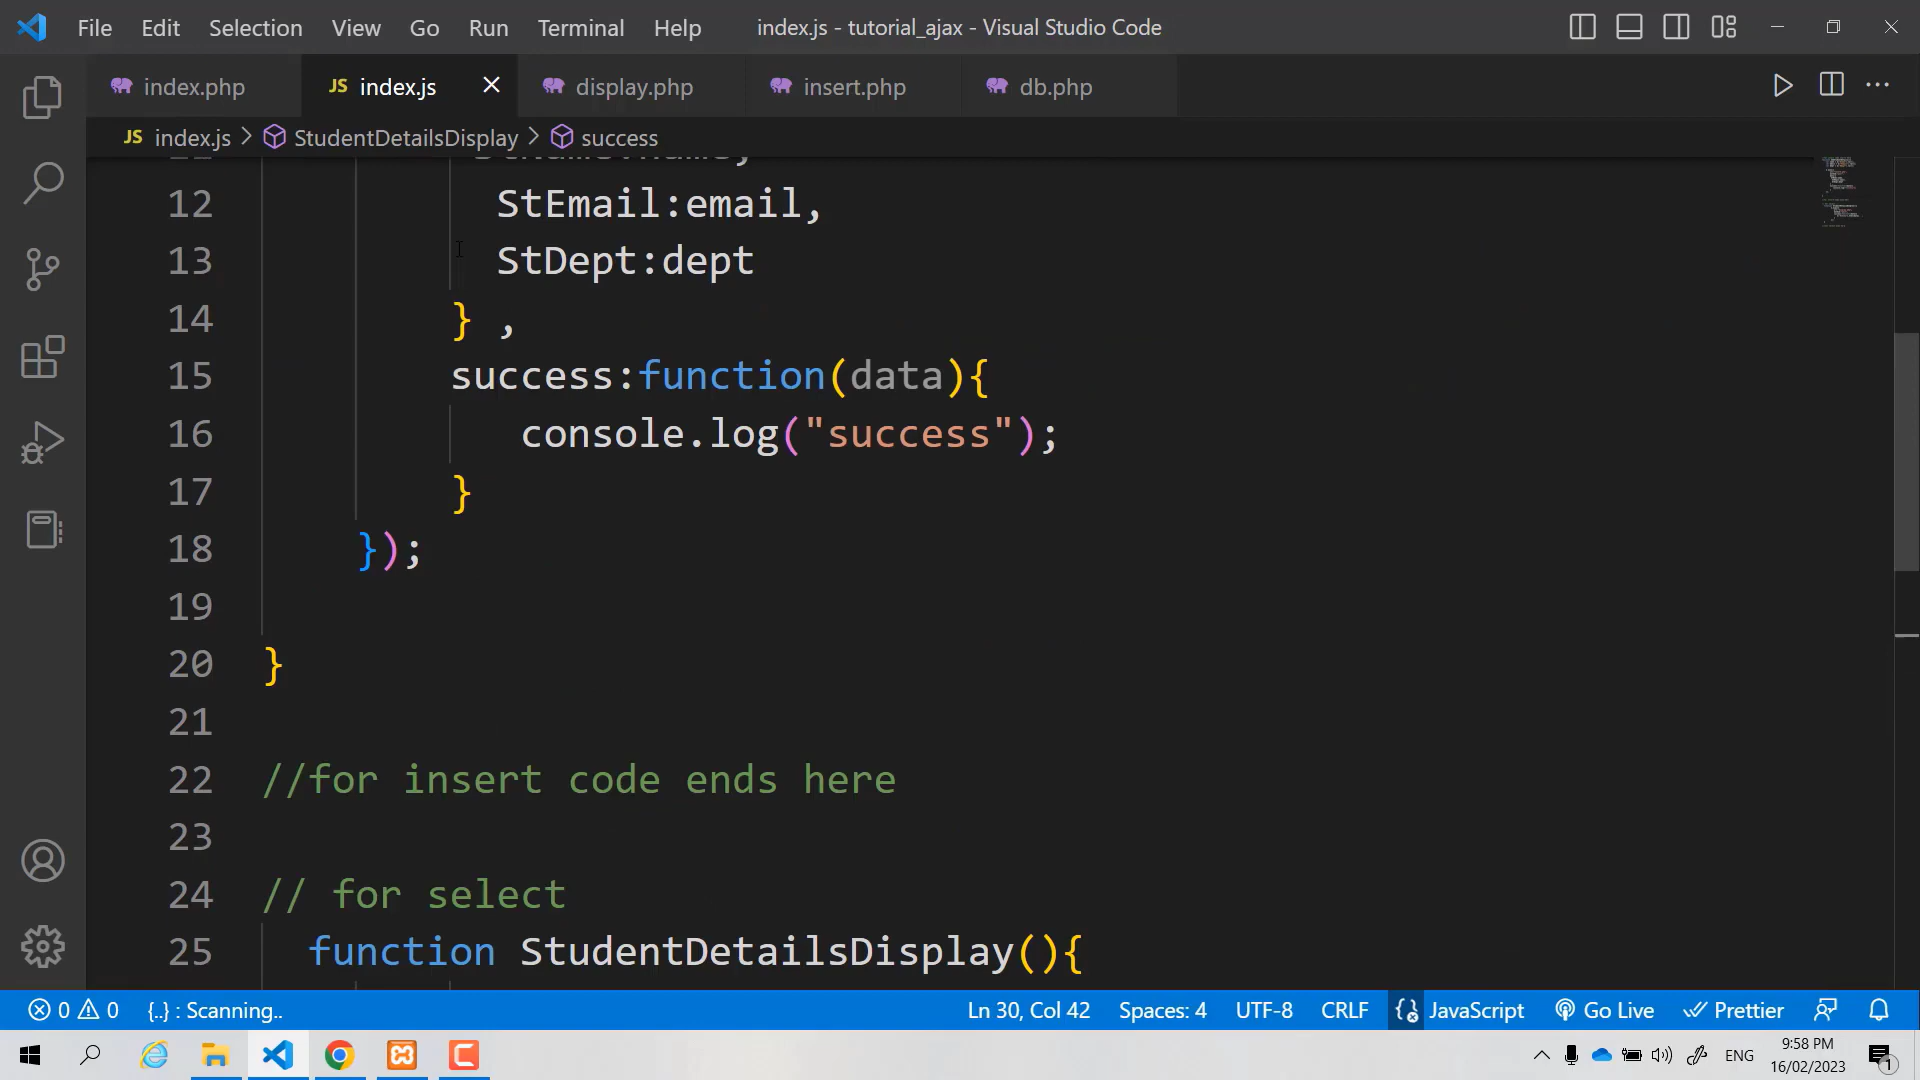 File Edit Selection View Go Run Terminal Help index.js - tutorial_ajax - Visual Studio Code
index.php JS index.js display.php insert.php db.php
JS index.js > StudentDetailsDisplay > success
12 StEmail:email,
13 StDept:dept
14 } ,
15 success:function(data){
16 console.log("success");
17 }
18 });
19
20 }
21
22 //for insert code ends here
23
24 // for select
25 function StudentDetailsDisplay(){
0 0 {..} : Scanning.. Ln 30, Col 42 Spaces: 4 UTF-8 CRLF JavaScript Go Live Prettier
ENG 9:58 PM
16/02/2023 1